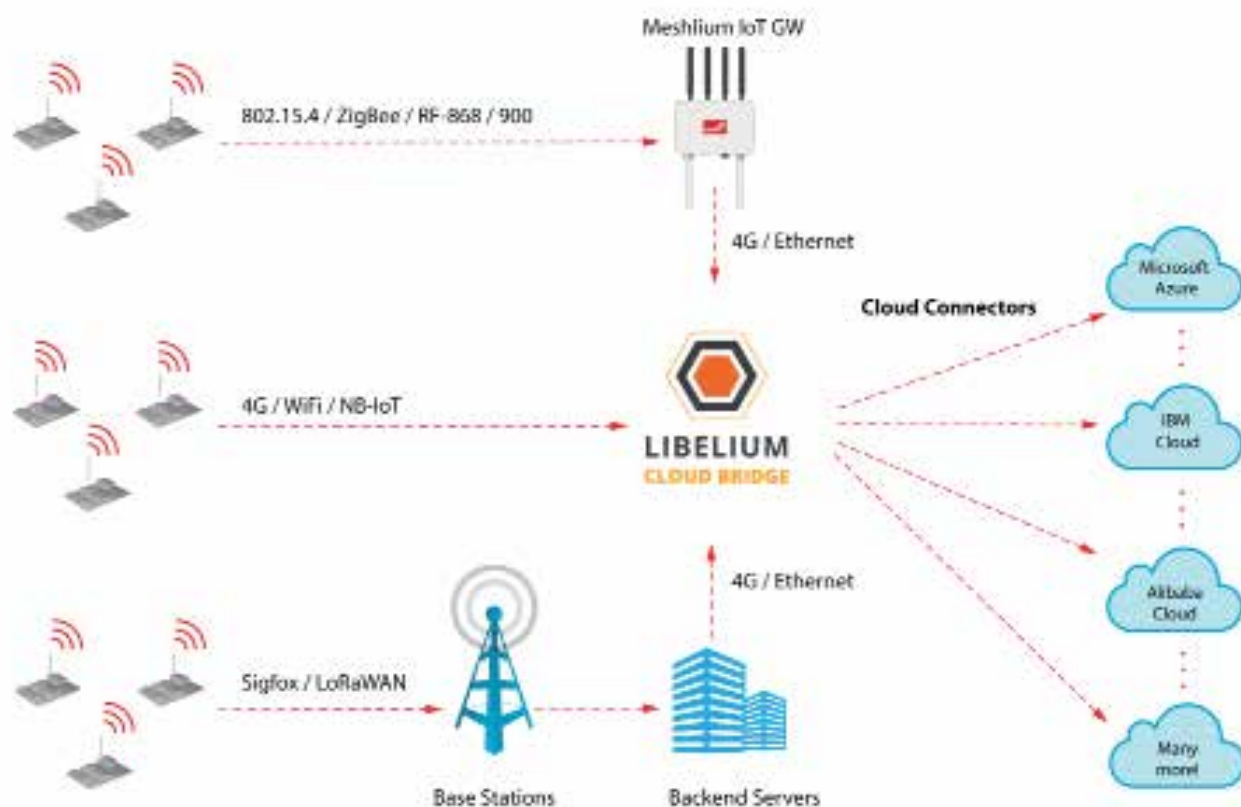 Meshlium IoT GW
802.15.4 / ZigBee / RF-868 / 900
4G / Ethernet
Microsoft
Azure
Cloud Connectors
4G / WiFi / NB-IoT
LIBELIUM
CLOUD BRIDGE
IBM
Cloud
4G / Ethernet
Alibaba
Cloud
Sigfox / LoRaWAN
Many
more!
Base Stations
Backend Servers